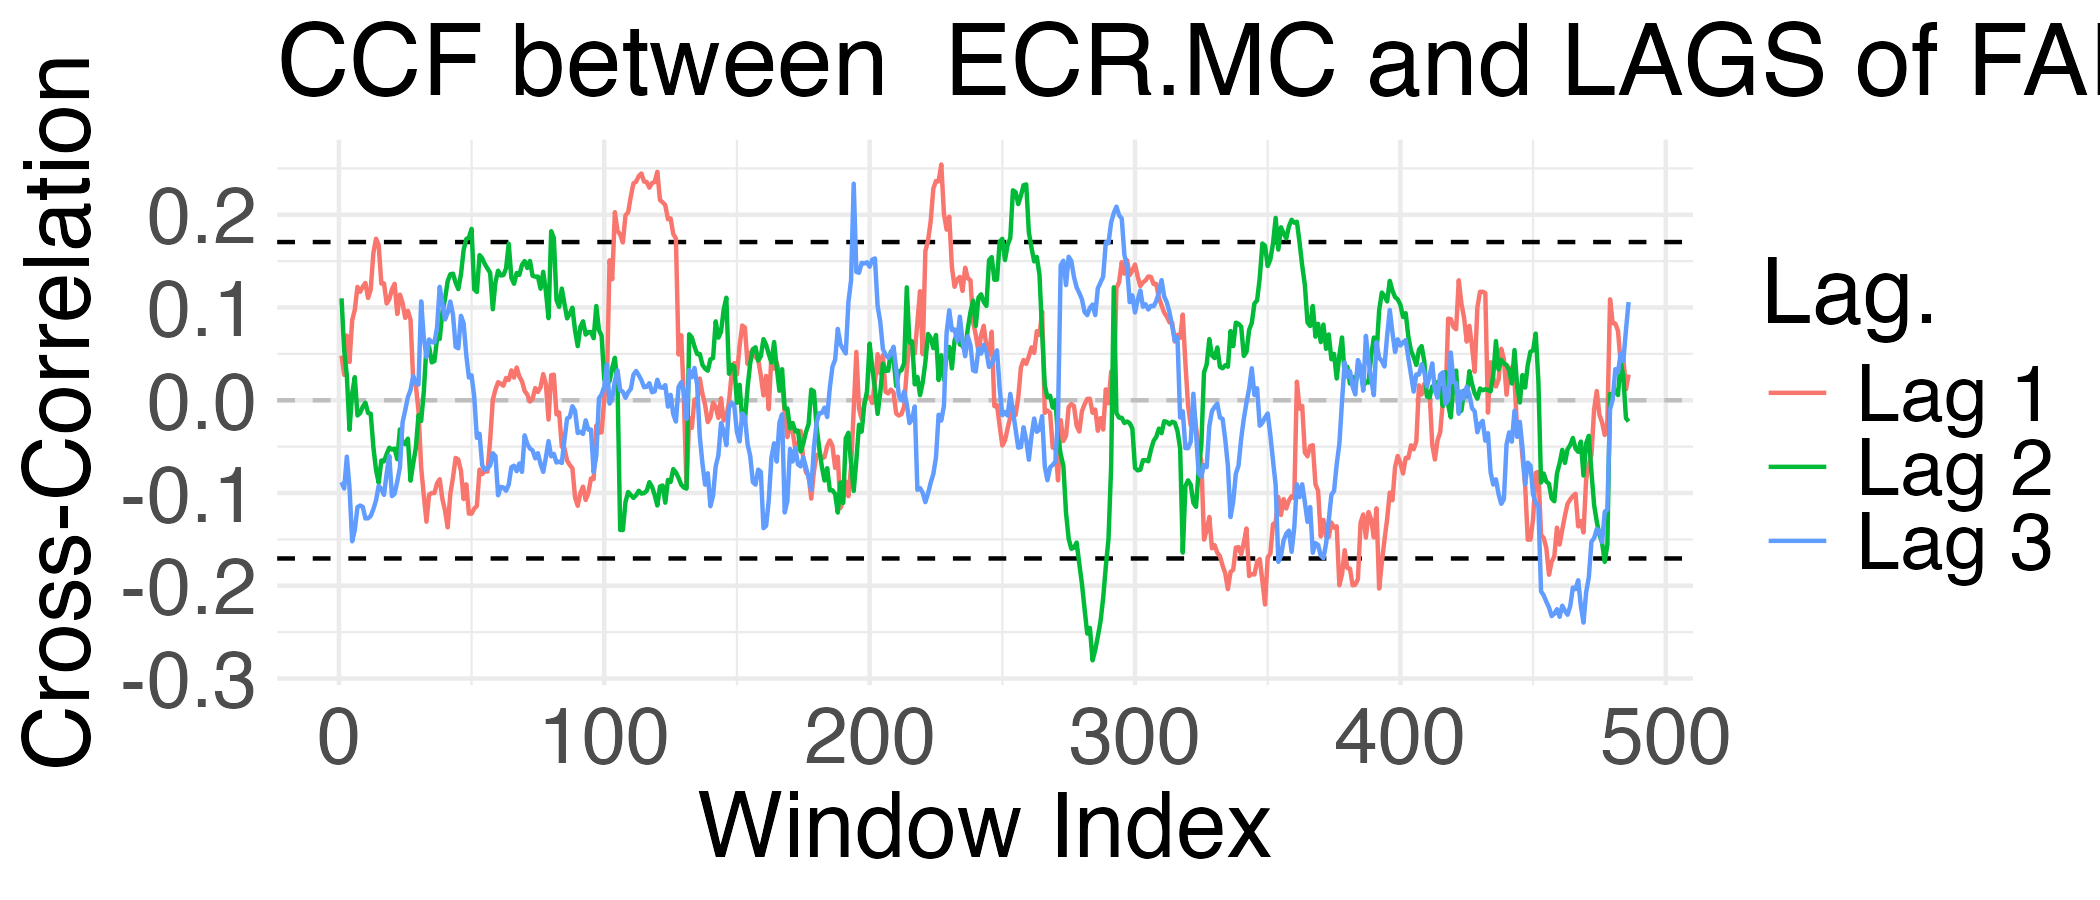 CCF between  ECR.MC and LAGS of
Cross-Correlation
0.2
0.1
0.0
-0.1
-0.2
-0.3
0 100 200 300 400 500
Window Index
Lag.
Lag 1
Lag 2
Lag 3